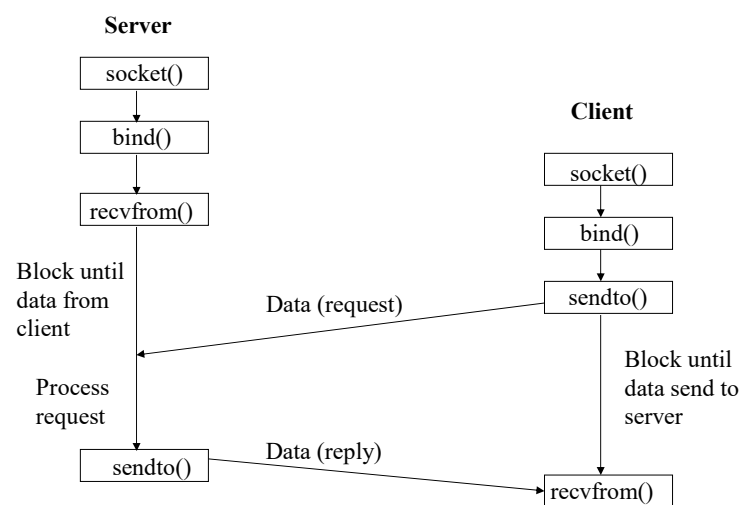 Server
socket()
bind()
recvfrom()
Block until
data from
client
Process
request
sendto()
Data (request)
Data (reply)
Client
socket()
bind()
sendto()
Block until
data send to
server
recvfrom()